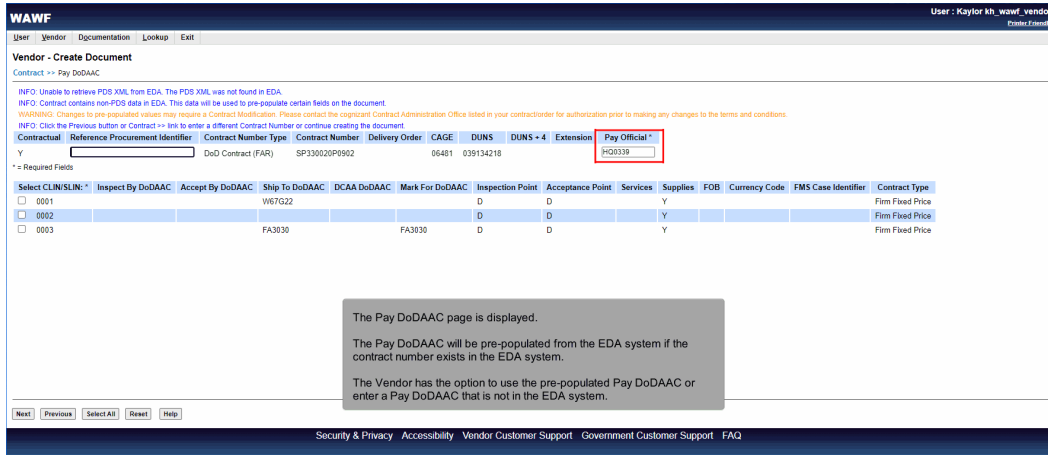 WAWF
User : Kaylor kh_wawf_vendo
Printer Friendl
User Vendor Documentation Lookup Exit
Vendor - Create Document
Contract >> Pay DoDAAC
INFO: Unable to retrieve PDS XML from EDA. The PDS XML was not found in EDA.
INFO: Contract contains non-PDS data in EDA. This data will be used to pre-populate certain fields on the document.
WARNING: Changes to pre-populated values may require a Contract Modification. Please contact the cognizant Contract Administration Office listed in your contract/order for authorization prior to making any changes to the terms and conditions.
INFO: Click the Previous button or Contract >> link to enter a different Contract Number or continue creating the document.
Contractual Reference Procurement Identifier Contract Number Type Contract Number Delivery Order CAGE DUNS DUNS + 4 Extension Pay Official *
Y DoD Contract (FAR) SP330020P0902 06481 039134218 HQ0339
* = Required Fields
Select CLIN/SLIN: * Inspect By DoDAAC Accept By DoDAAC Ship To DoDAAC DCAA DoDAAC Mark For DoDAAC Inspection Point Acceptance Point Services Supplies FOB Currency Code FMS Case Identifier Contract Type
0001 W67G22 D D Y Firm Fixed Price
0002 D D Y Firm Fixed Price
0003 FA3030 FA3030 D D Y Firm Fixed Price
The Pay DoDAAC page is displayed.
The Pay DoDAAC will be pre-populated from the EDA system if the
contract number exists in the EDA system.
The Vendor has the option to use the pre-populated Pay DoDAAC or
enter a Pay DoDAAC that is not in the EDA system.
Next Previous Select All Reset Help
Security & Privacy Accessibility Vendor Customer Support Government Customer Support FAQ